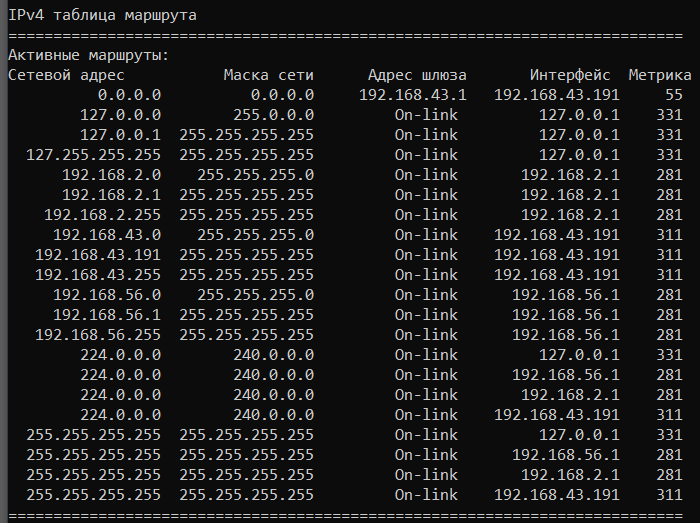 IPv4 таблица маршрута
===========================================================================
Активные маршруты:
Сетевой адрес           Маска сети      Адрес шлюза       Интерфейс  Метрика
          0.0.0.0          0.0.0.0     192.168.43.1   192.168.43.191     55
        127.0.0.0        255.0.0.0         On-link         127.0.0.1    331
        127.0.0.1  255.255.255.255         On-link         127.0.0.1    331
  127.255.255.255  255.255.255.255         On-link         127.0.0.1    331
      192.168.2.0    255.255.255.0         On-link       192.168.2.1    281
      192.168.2.1  255.255.255.255         On-link       192.168.2.1    281
    192.168.2.255  255.255.255.255         On-link       192.168.2.1    281
     192.168.43.0    255.255.255.0         On-link    192.168.43.191    311
   192.168.43.191  255.255.255.255         On-link    192.168.43.191    311
   192.168.43.255  255.255.255.255         On-link    192.168.43.191    311
     192.168.56.0    255.255.255.0         On-link      192.168.56.1    281
     192.168.56.1  255.255.255.255         On-link      192.168.56.1    281
   192.168.56.255  255.255.255.255         On-link      192.168.56.1    281
        224.0.0.0        240.0.0.0         On-link         127.0.0.1    331
        224.0.0.0        240.0.0.0         On-link      192.168.56.1    281
        224.0.0.0        240.0.0.0         On-link       192.168.2.1    281
        224.0.0.0        240.0.0.0         On-link    192.168.43.191    311
  255.255.255.255  255.255.255.255         On-link         127.0.0.1    331
  255.255.255.255  255.255.255.255         On-link      192.168.56.1    281
  255.255.255.255  255.255.255.255         On-link       192.168.2.1    281
  255.255.255.255  255.255.255.255         On-link    192.168.43.191    311
===========================================================================